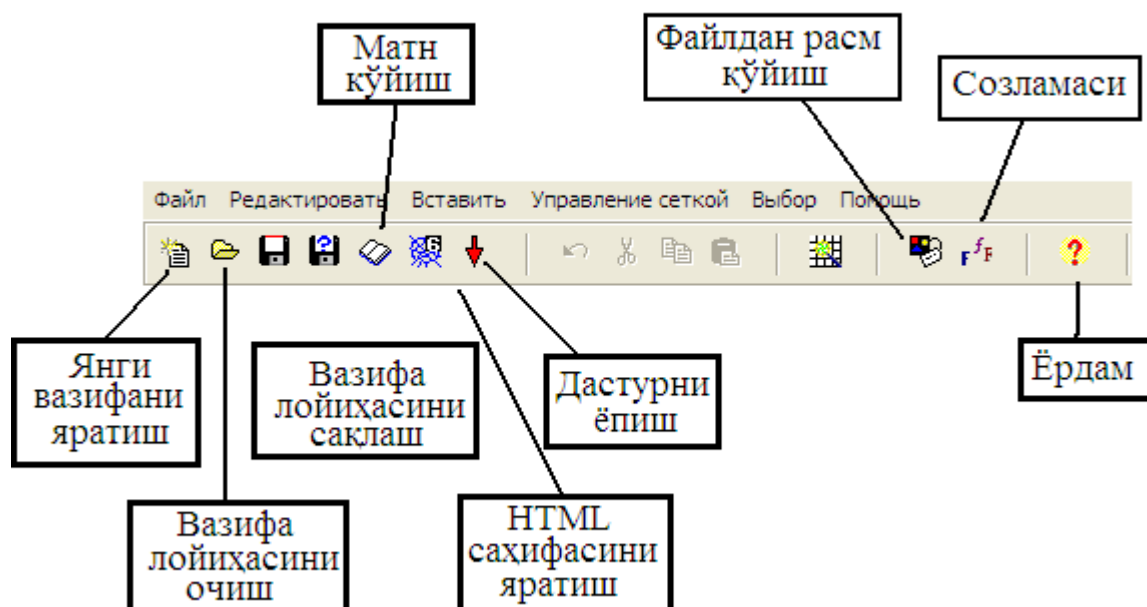 Матн
кўйиш
Файлдан расм
қўйиш
Созламаси
Файл Редактировать Вставить Управление сеткой Выбор Помощь
Янги
вазифани
яратиш
Вазифа
лойиҳасини
сақлаш
Дастурни
ёпиш
Ёрдам
Вазифа
лойиҳасини
очиш
HTML
саҳифасини
яратиш